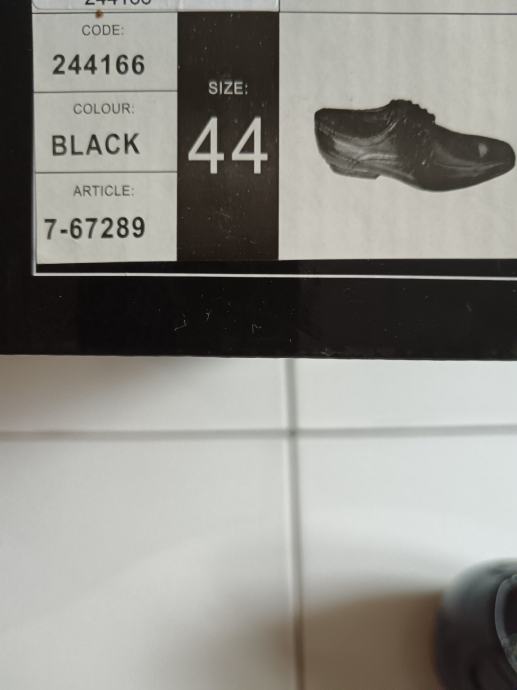 CODE:
244166
COLOUR:
BLACK
ARTICLE:
7-67289
SIZE:
44